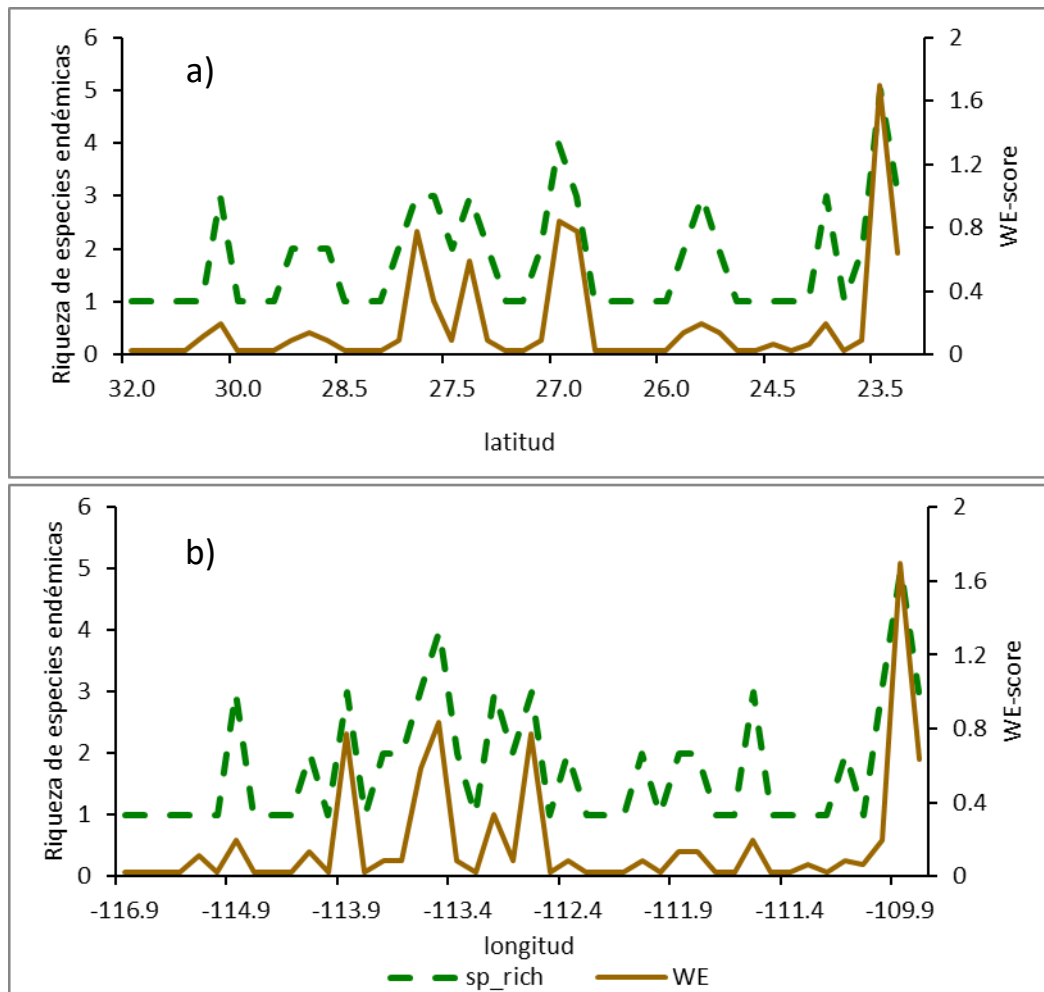 a)
Riqueza de especies endémicas
6
5
4
3
2
1
0
2
1.6
1.2
0.8
0.4
0
WE-score
32.0 30.0 28.5 27.5 27.0 26.0 24.5 23.5
latitud
b)
Riqueza de especies endémicas
6
5
4
3
2
1
0
2
1.6
1.2
0.8
0.4
0
WE-score
-116.9 -114.9 -113.9 -113.4 -112.4 -111.9 -111.4 -109.9
longitud
sp_rich WE